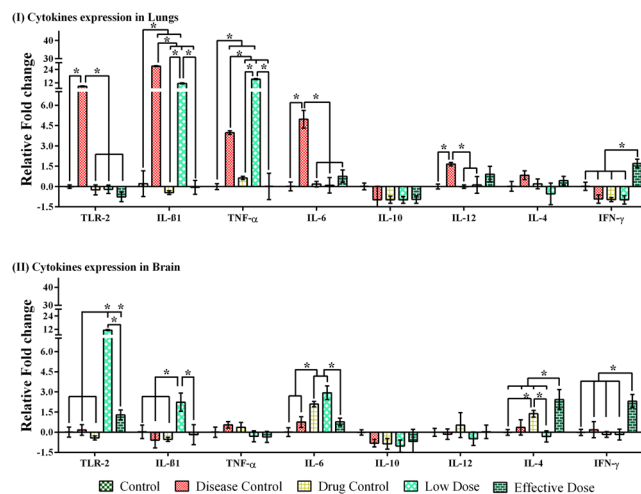 (I) Cytokines expression in Lungs
Relative Fold change
40
30
24
12
6.0
4.5
3.0
1.5
0.0
-1.5
* * * * * * * * * * * * * * *
TLR-2 IL-ß1 TNF-α IL-6 IL-10 IL-12 IL-4 IFN-γ
(II) Cytokines expression in Brain
Relative Fold change
40
30
24
12
6.0
4.5
3.0
1.5
0.0
-1.5
* * * * * * * * * * *
TLR-2 IL-ß1 TNF-α IL-6 IL-10 IL-12 IL-4 IFN-γ
Control Disease Control Drug Control Low Dose Effective Dose